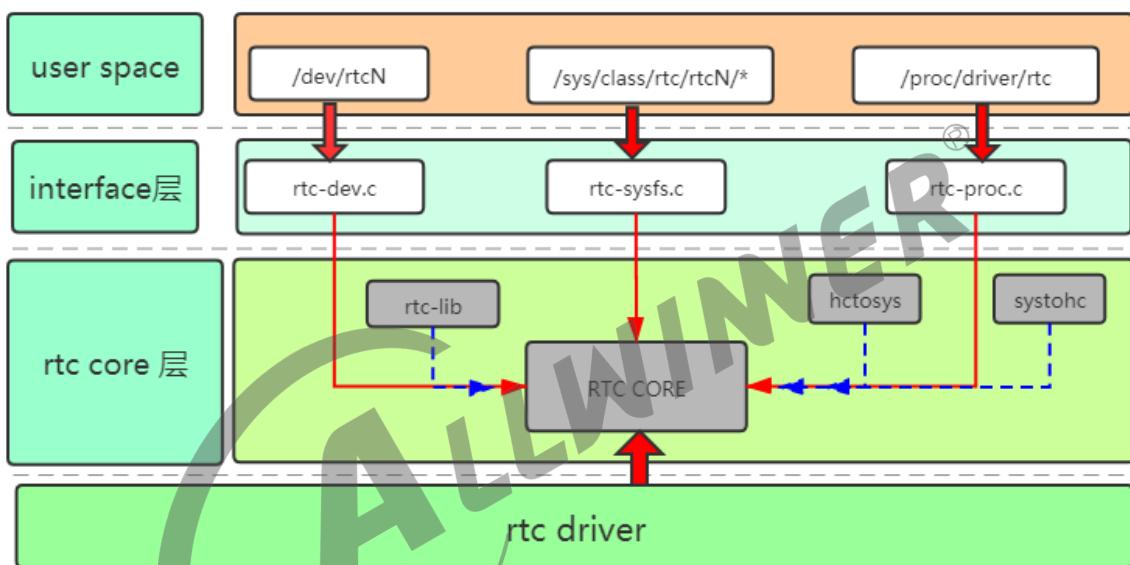 user space
/dev/rtcN
/sys/class/rtc/rtcN/*
/proc/driver/rtc
interface层
rtc-dev.c
rtc-sysfs.c
rtc-proc.c
rtc core 层
rtc-lib
hctosys
systohc
RTC CORE
rtc driver
ALLWINNER®